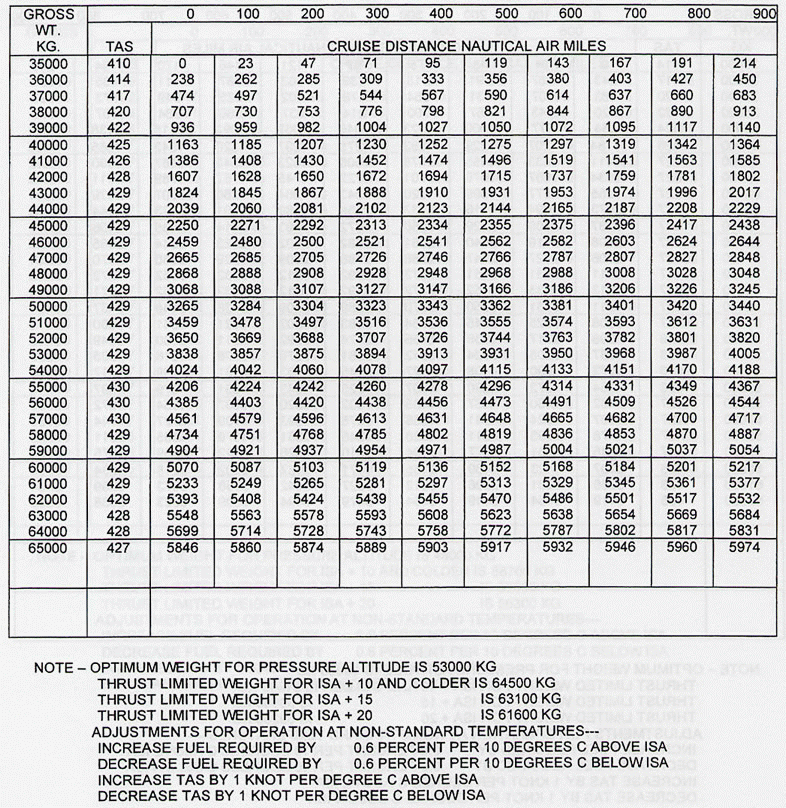 GROSS 0 100 200 300 400 500 600 700 800 900
WT.
KG. TAS CRUISE DISTANCE NAUTICAL AIR MILES
35000 410 0 23 47 71 95 119 143 167 191 214
36000 414 238 262 285 309 333 356 380 403 427 450
37000 417 474 497 521 544 567 590 614 637 660 683
38000 420 707 730 753 776 798 821 844 867 890 913
39000 422 936 959 982 1004 1027 1050 1072 1095 1117 1140
40000 425 1163 1185 1207 1230 1252 1275 1297 1319 1342 1364
41000 426 1386 1408 1430 1452 1474 1496 1519 1541 1563 1585
42000 428 1607 1628 1650 1672 1694 1715 1737 1759 1781 1802
43000 429 1824 1845 1867 1888 1910 1931 1953 1974 1996 2017
44000 429 2039 2060 2081 2102 2123 2144 2165 2187 2208 2229
45000 429 2250 2271 2292 2313 2334 2355 2375 2396 2417 2438
46000 429 2459 2480 2500 2521 2541 2562 2582 2603 2624 2644
47000 429 2665 2685 2705 2726 2746 2766 2787 2807 2827 2848
48000 429 2868 2888 2908 2928 2948 2968 2988 3008 3028 3048
49000 429 3068 3088 3107 3127 3147 3166 3186 3206 3226 3245
50000 429 3265 3284 3304 3323 3343 3362 3381 3401 3420 3440
51000 429 3459 3478 3497 3516 3536 3555 3574 3593 3612 3631
52000 429 3650 3669 3688 3707 3726 3744 3763 3782 3801 3820
53000 429 3838 3857 3875 3894 3913 3931 3950 3968 3987 4005
54000 429 4024 4042 4060 4078 4097 4115 4133 4151 4170 4188
55000 430 4206 4224 4242 4260 4278 4296 4314 4331 4349 4367
56000 430 4385 4403 4420 4438 4456 4473 4491 4509 4526 4544
57000 430 4561 4579 4596 4613 4631 4648 4665 4682 4700 4717
58000 429 4734 4751 4768 4785 4802 4819 4836 4853 4870 4887
59000 429 4904 4921 4937 4954 4971 4987 5004 5021 5037 5054
60000 429 5070 5087 5103 5119 5136 5152 5168 5184 5201 5217
61000 429 5233 5249 5265 5281 5297 5313 5329 5345 5361 5377
62000 429 5393 5408 5424 5439 5455 5470 5486 5501 5517 5532
63000 428 5548 5563 5578 5593 5608 5623 5638 5654 5669 5684
64000 428 5699 5714 5728 5743 5758 5772 5787 5802 5817 5831
65000 427 5846 5860 5874 5889 5903 5917 5932 5946 5960 5974
NOTE – OPTIMUM WEIGHT FOR PRESSURE ALTITUDE IS 53000 KG
THRUST LIMITED WEIGHT FOR ISA + 10 AND COLDER IS 64500 KG
THRUST LIMITED WEIGHT FOR ISA + 15 IS 63100 KG
THRUST LIMITED WEIGHT FOR ISA + 20 IS 61600 KG
ADJUSTMENTS FOR OPERATION AT NON-STANDARD TEMPERATURES---
INCREASE FUEL REQUIRED BY 0.6 PERCENT PER 10 DEGREES C ABOVE ISA
DECREASE FUEL REQUIRED BY 0.6 PERCENT PER 10 DEGREES C BELOW ISA
INCREASE TAS BY 1 KNOT PER DEGREE C ABOVE ISA
DECREASE TAS BY 1 KNOT PER DEGREE C BELOW ISA